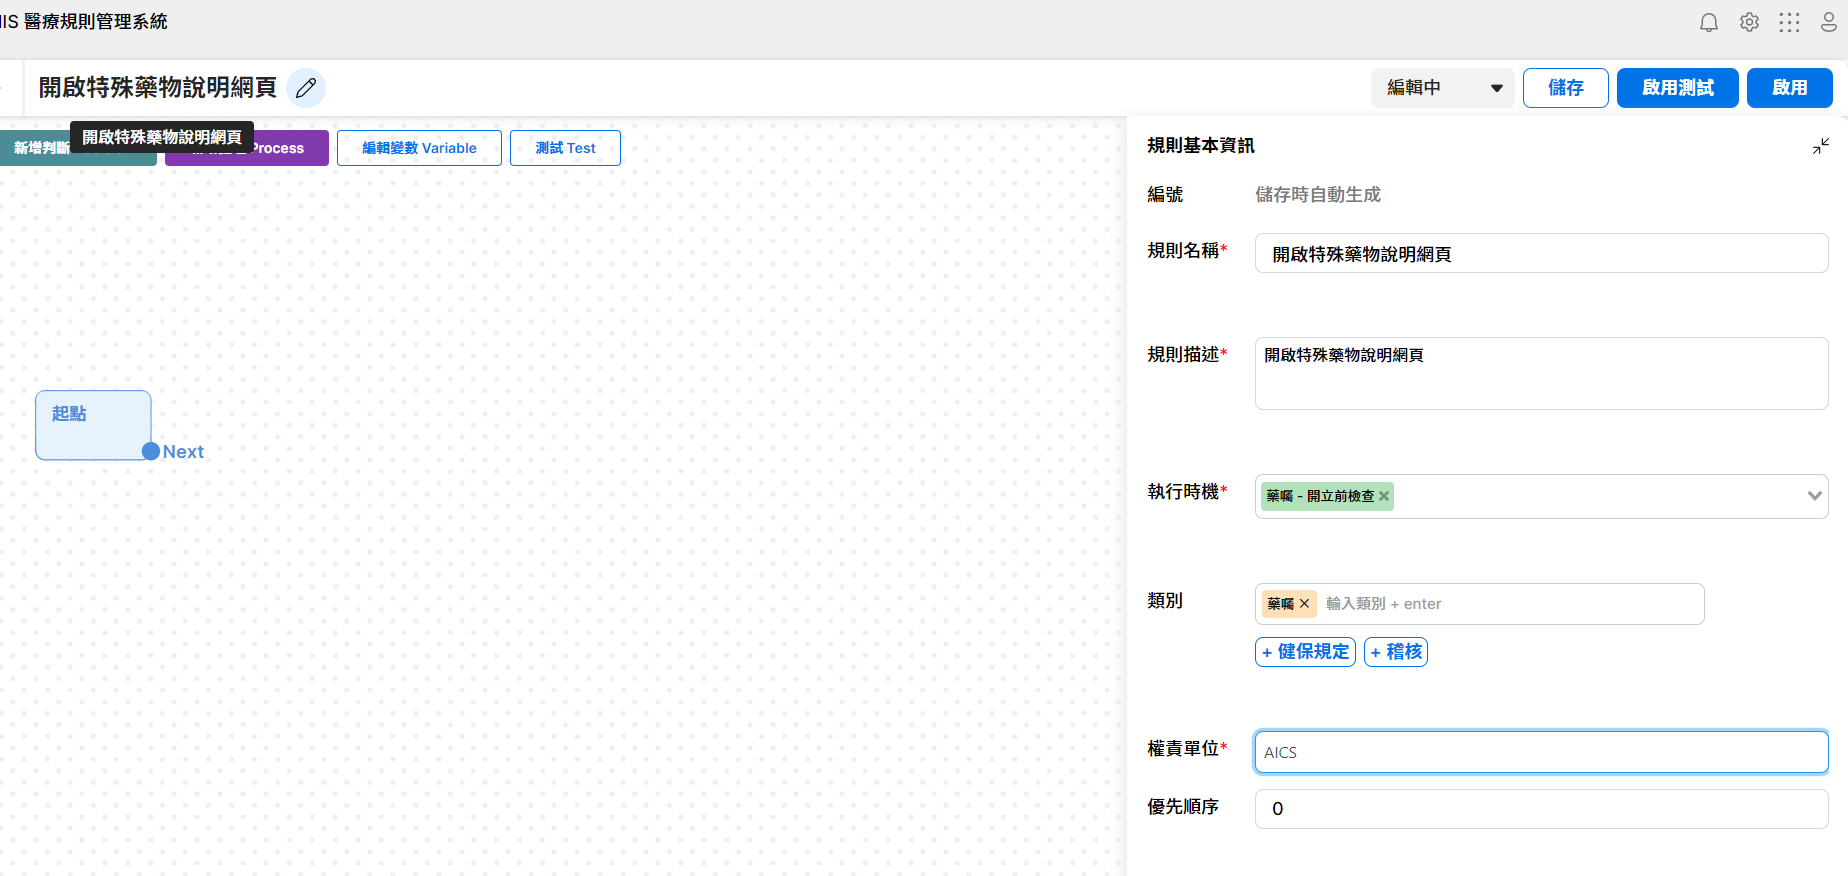 IIS 醫療規則管理系統
開啟特殊藥物說明網頁
編輯中
儲存
啟用測試
啟用
開啟特殊藥物說明網頁
新增判斷
Process
編輯變數 Variable
測試 Test
起點
Next
規則基本資訊
編號 儲存時自動生成
規則名稱* 開啟特殊藥物說明網頁
規則描述* 開啟特殊藥物說明網頁
執行時機* 藥囑 - 開立前檢查 ×
類別 藥囑 × 輸入類別 + enter
+ 健保規定 + 稽核
權責單位* AICS
優先順序 0